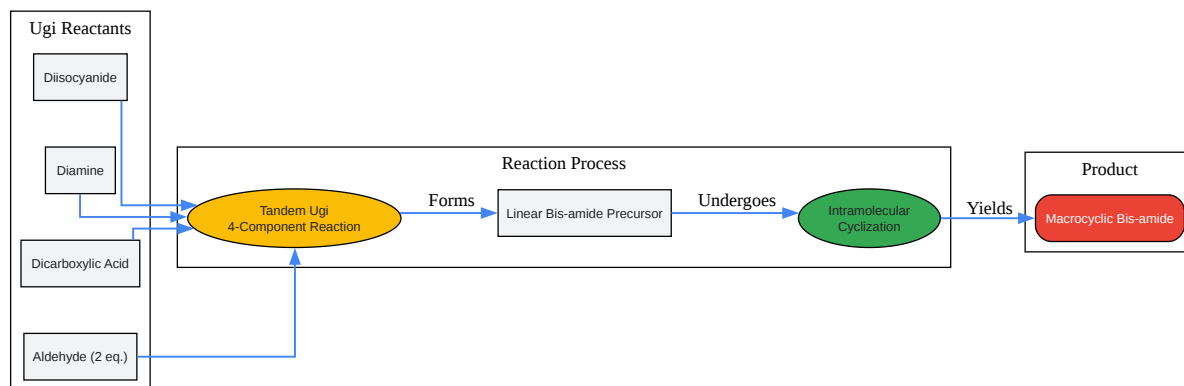 Ugi Reactants
Diisocyanide
Diamine
Dicarboxylic Acid
Aldehyde (2 eq.)
Reaction Process
Tandem Ugi
4-Component Reaction
Forms
Linear Bis-amide Precursor
Undergoes
Intramolecular
Cyclization
Yields
Product
Macrocyclic Bis-amide